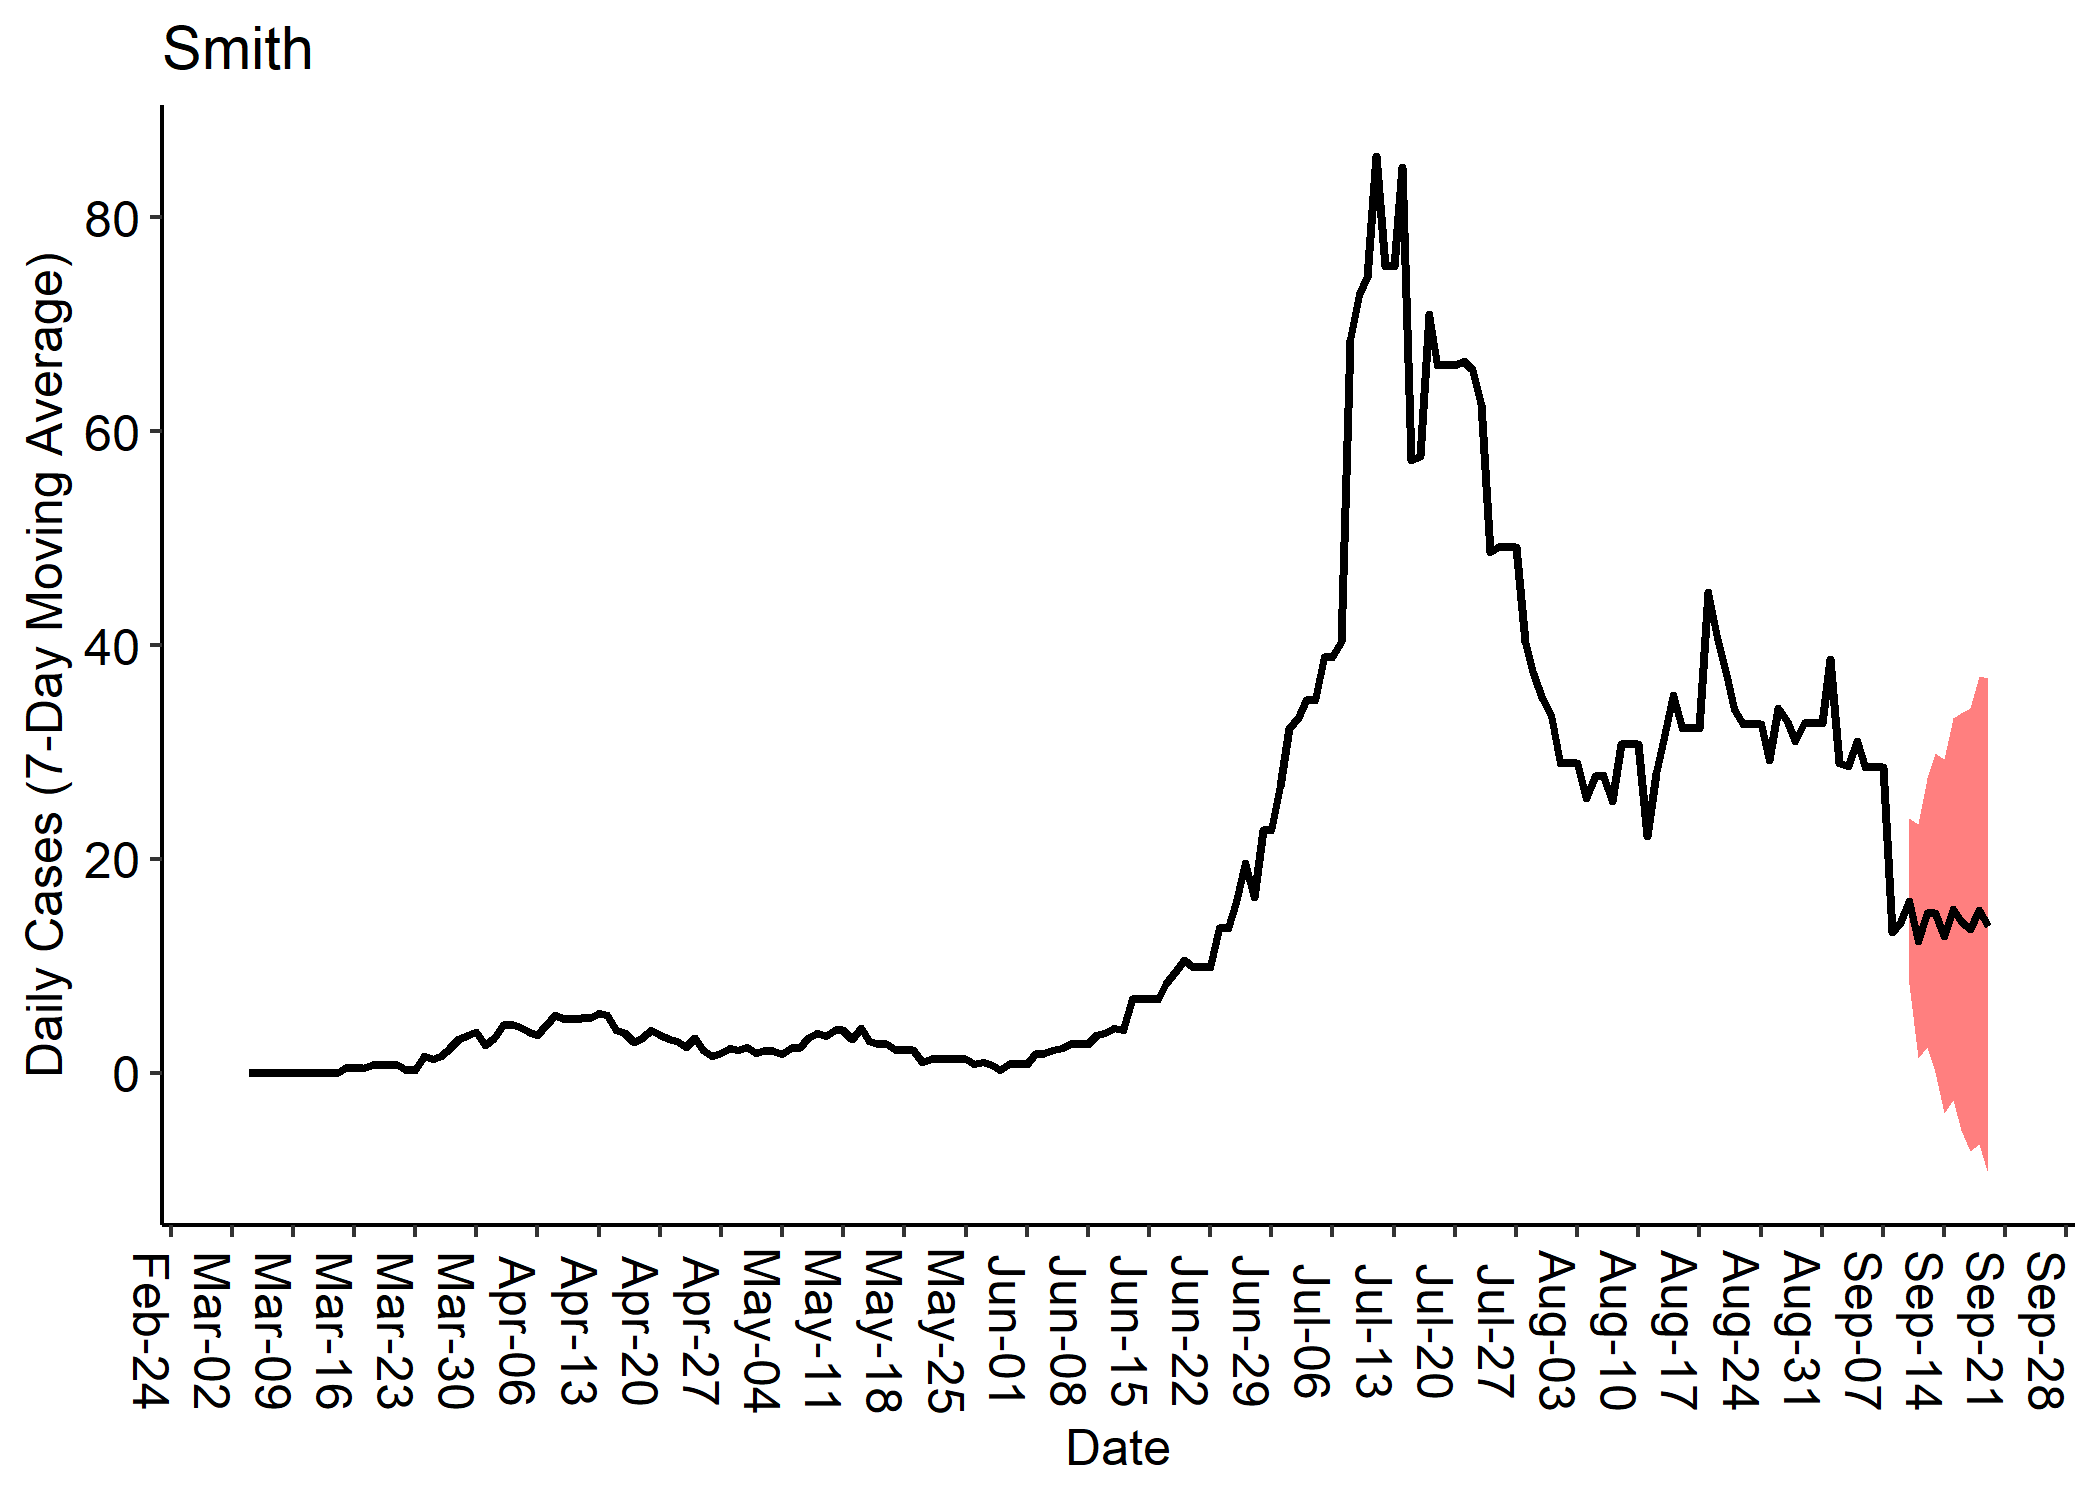 Smith
Daily Cases (7-Day Moving Average)
80
60
40
20
0
Feb-24
Mar-02
Mar-09
Mar-16
Mar-23
Mar-30
Apr-06
Apr-13
Apr-20
Apr-27
May-04
May-11
May-18
May-25
Jun-01
Jun-08
Jun-15
Jun-22
Jun-29
Jul-06
Jul-13
Jul-20
Jul-27
Aug-03
Aug-10
Aug-17
Aug-24
Aug-31
Sep-07
Sep-14
Sep-21
Sep-28
Date